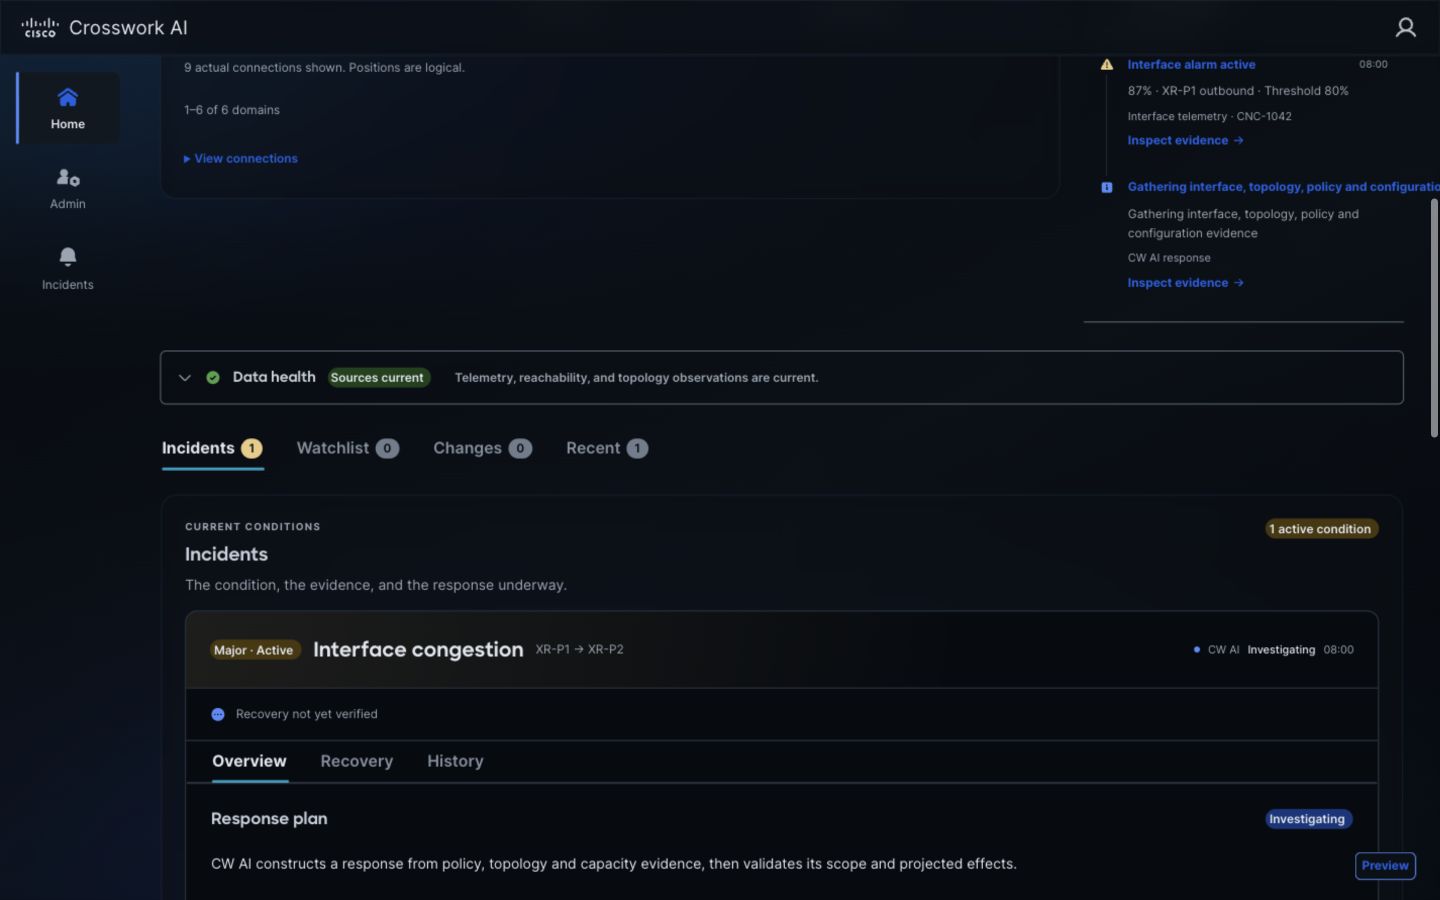 CISCO
Crosswork AI
Home
Admin
Incidents
9 actual connections shown. Positions are logical.
1–6 of 6 domains
View connections
Interface alarm active 08:00
87% · XR-P1 outbound · Threshold 80%
Interface telemetry · CNC-1042
Inspect evidence →
Gathering interface, topology, policy and configuratio
Gathering interface, topology, policy and
configuration evidence
CW AI response
Inspect evidence →
Data health Sources current Telemetry, reachability, and topology observations are current.
Incidents 1 Watchlist 0 Changes 0 Recent 1
CURRENT CONDITIONS
1 active condition
Incidents
The condition, the evidence, and the response underway.
Major · Active Interface congestion XR-P1 → XR-P2 CW AI Investigating 08:00
Recovery not yet verified
Overview Recovery History
Response plan Investigating
CW AI constructs a response from policy, topology and capacity evidence, then validates its scope and projected effects.
Preview